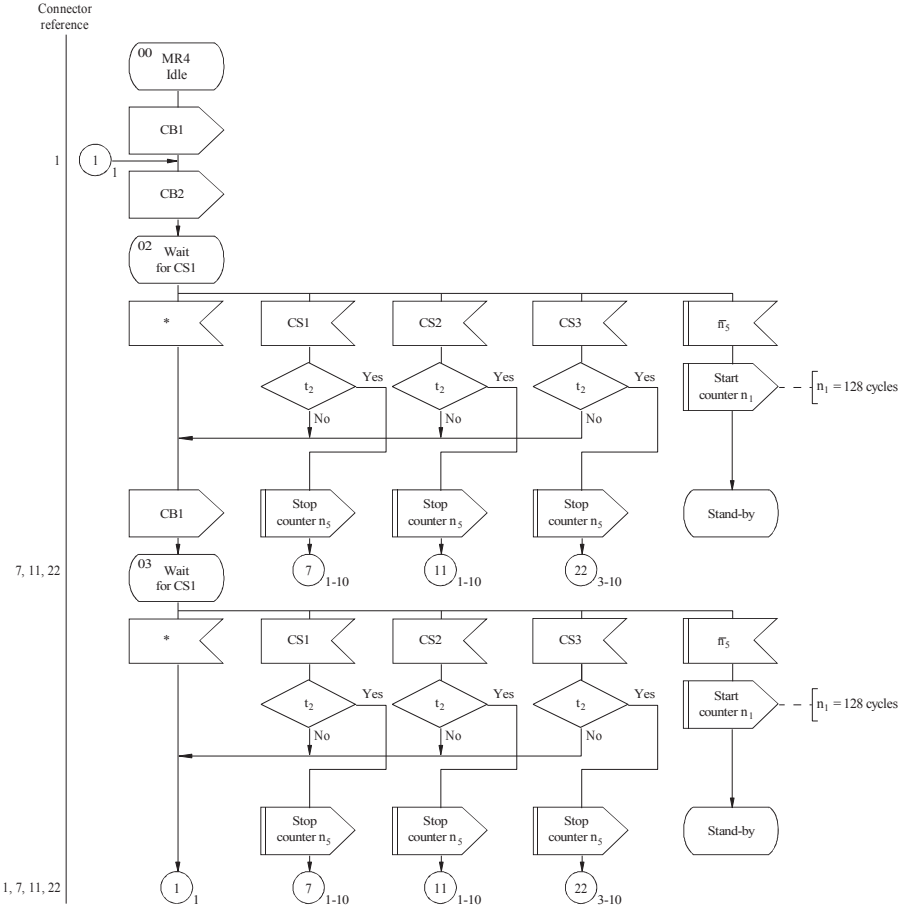 Connector
reference
00
MR4
Idle
CB1
1
1
1
CB2
02
Wait
for CS1
*
CS1
CS2
CS3
n̅₅
t₂
Yes
t₂
Yes
t₂
Yes
Start
counter n₁
n₁ = 128 cycles
No
No
No
CB1
Stop
counter n₅
Stop
counter n₅
Stop
counter n₅
Stand-by
7, 11, 22
03
Wait
for CS1
7
1-10
11
1-10
22
3-10
*
CS1
CS2
CS3
n̅₅
t₂
Yes
t₂
Yes
t₂
Yes
Start
counter n₁
n₁ = 128 cycles
No
No
No
Stop
counter n₅
Stop
counter n₅
Stop
counter n₅
Stand-by
1, 7, 11, 22
1
1
7
1-10
11
1-10
22
3-10